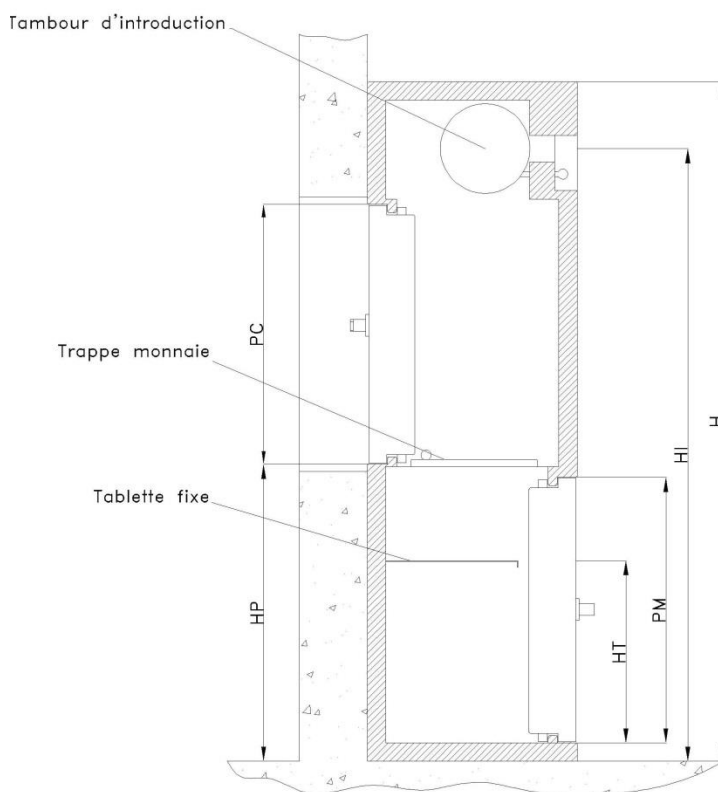 Tambour d'introduction
PC
Trappe monnaie
H
HI
Tablette fixe
HP
HT
PM